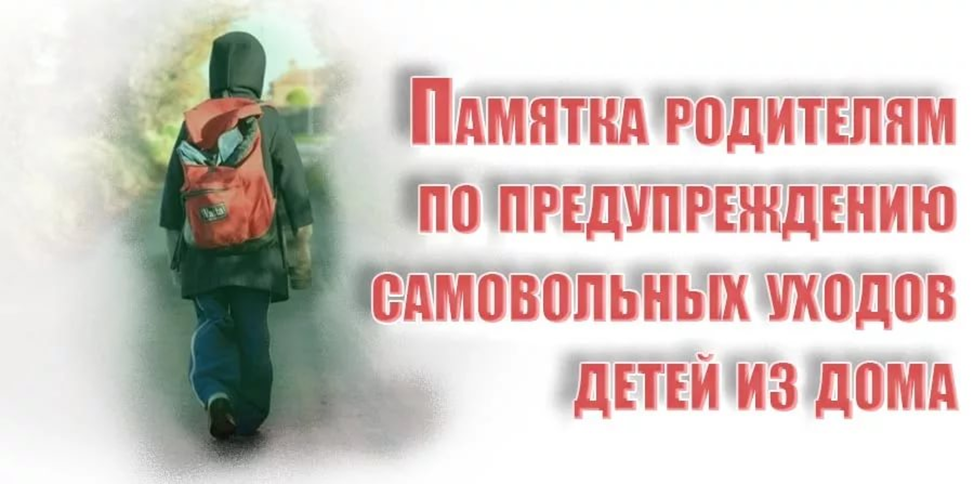 Памятка родителям
по предупреждению
самовольных уходов
детей из дома